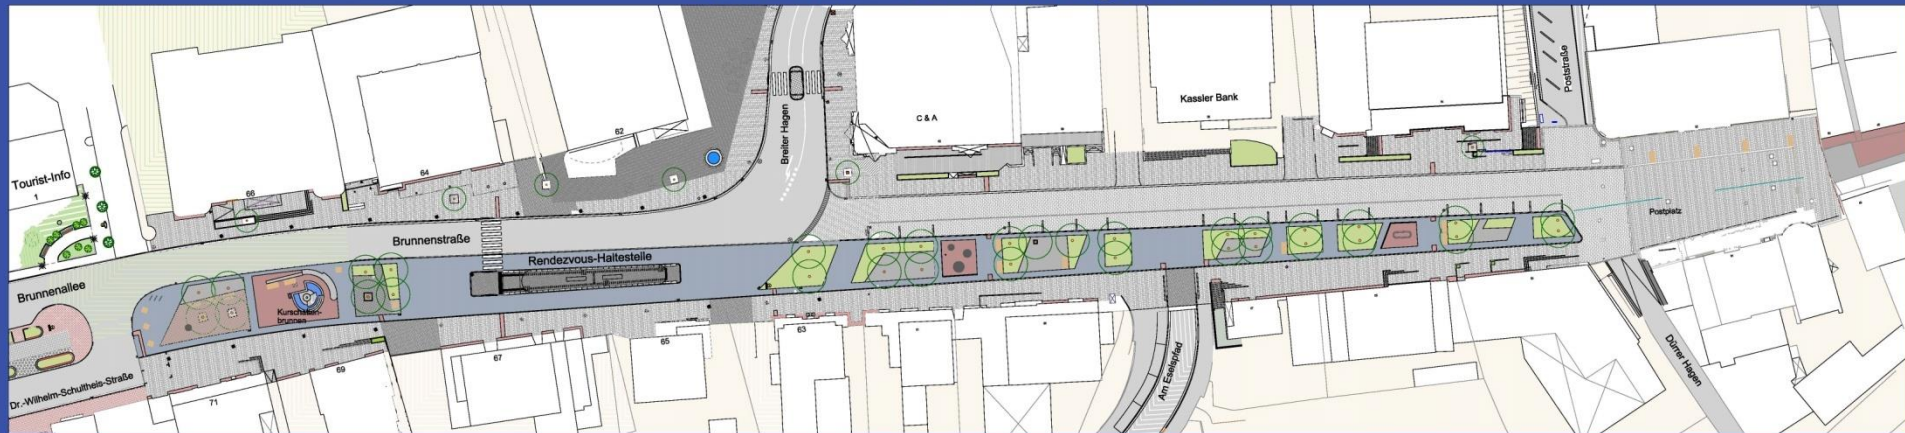 Tourist-Info
1
Brunnenallee
Dr.-Wilhelm-Schultheis-Straße
66
64
62
Brunnenstraße
Rendezvous-Haltestelle
Kurschatten-
brunnen
71
69
67
65
63
Breiter Hagen
C & A
Kassler Bank
Poststraße
Postplatz
Am Eselspfad
Dürrer Hagen